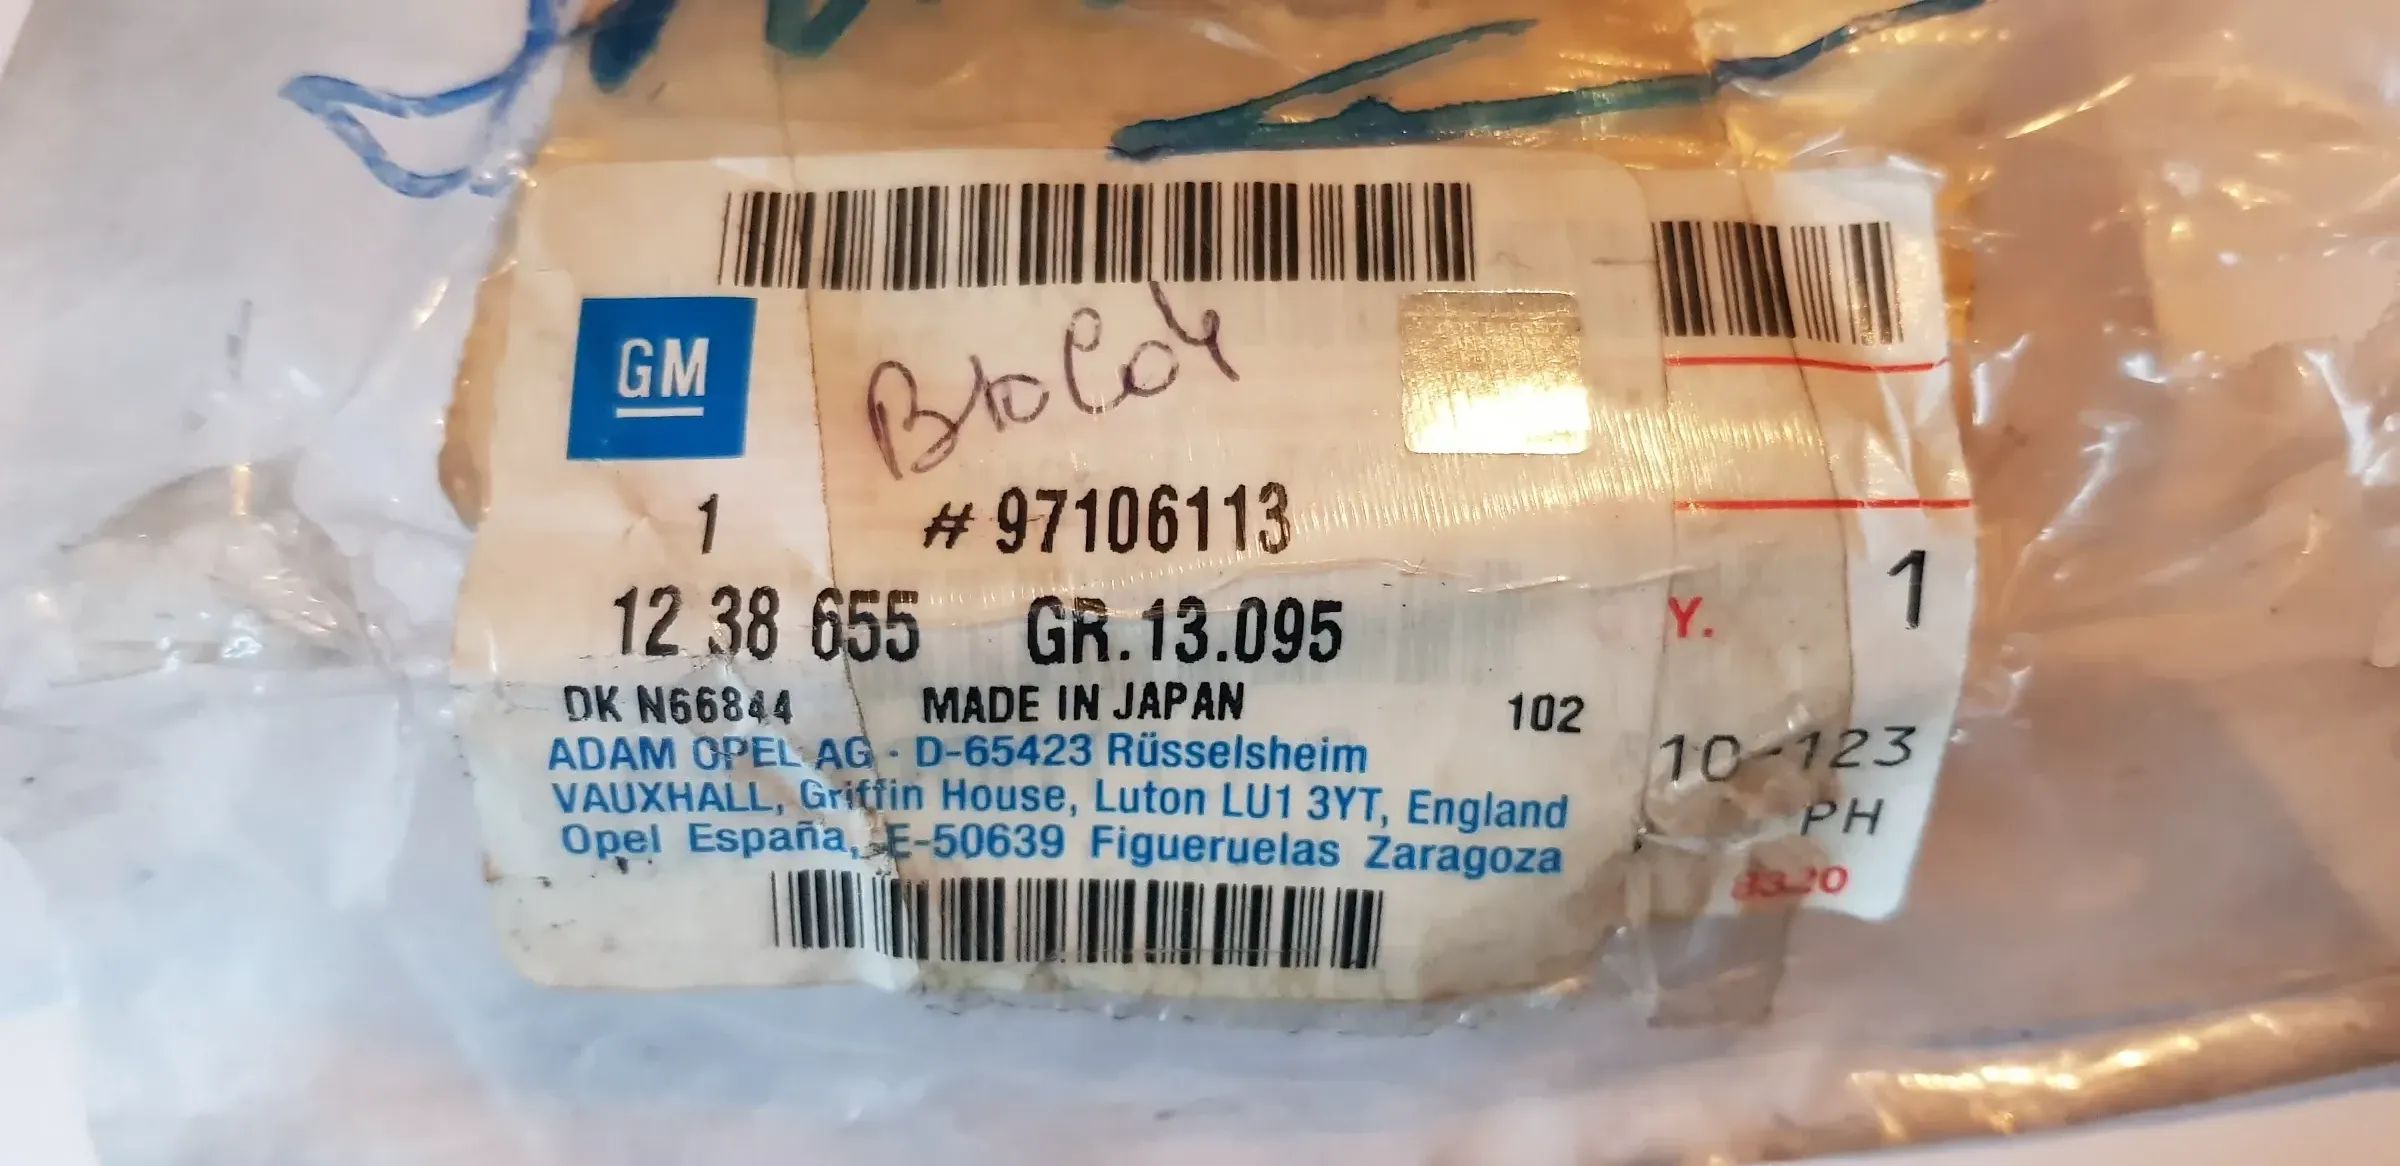 GM
1 # 97106113
12 38 655 GR. 13.095
DK N66844 MADE IN JAPAN 102
ADAM OPEL AG · D-65423 Rüsselsheim
VAUXHALL, Griffin House, Luton LU1 3YT, England
Opel España, E-50639 Figueruelas Zaragoza
1
Y.
10-123
PH